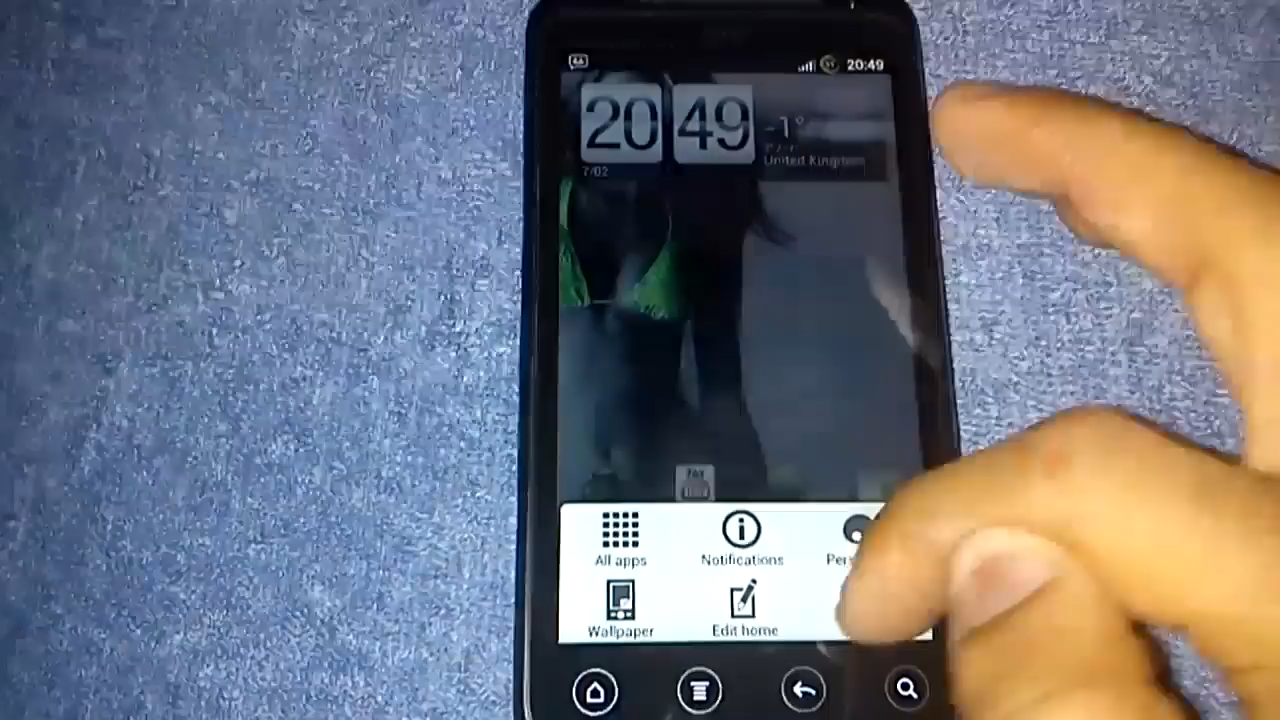 20:49
20 49
-1°
United Kingdom
7/02
All apps
Notifications
Wallpaper
Edit home